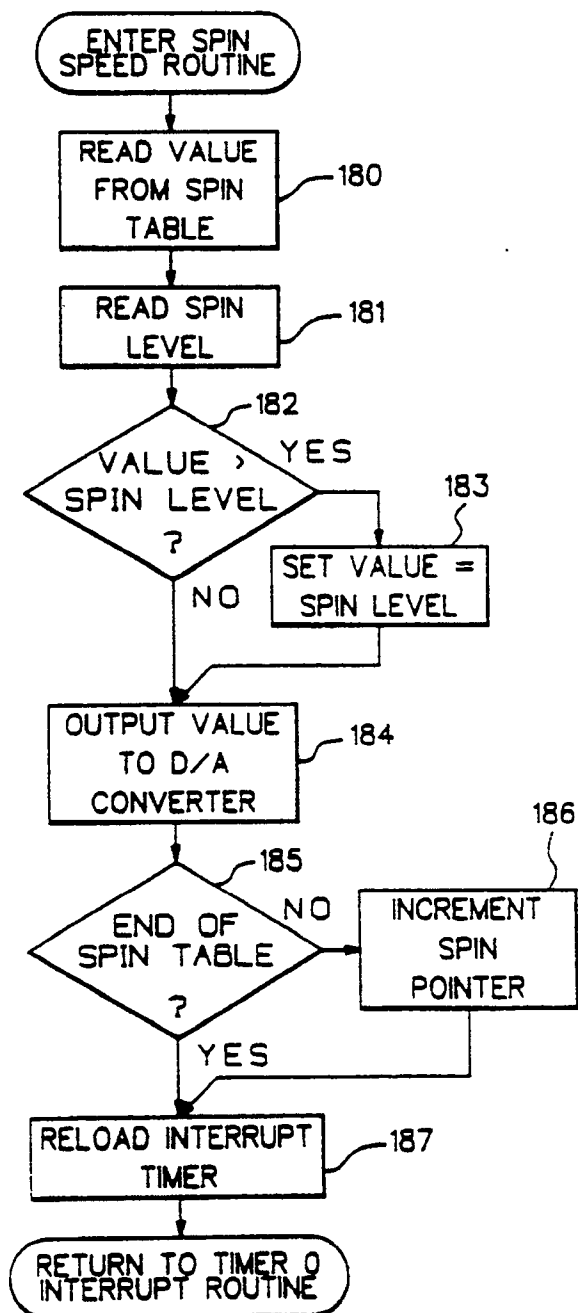 ENTER SPIN
SPEED ROUTINE
READ VALUE
FROM SPIN
TABLE
180
READ SPIN
LEVEL
181
182
VALUE >
SPIN LEVEL
?
YES
NO
183
SET VALUE =
SPIN LEVEL
OUTPUT VALUE
TO D/A
CONVERTER
184
185
END OF
SPIN TABLE
?
NO
YES
186
INCREMENT
SPIN
POINTER
RELOAD INTERRUPT
TIMER
187
RETURN TO TIMER 0
INTERRUPT ROUTINE